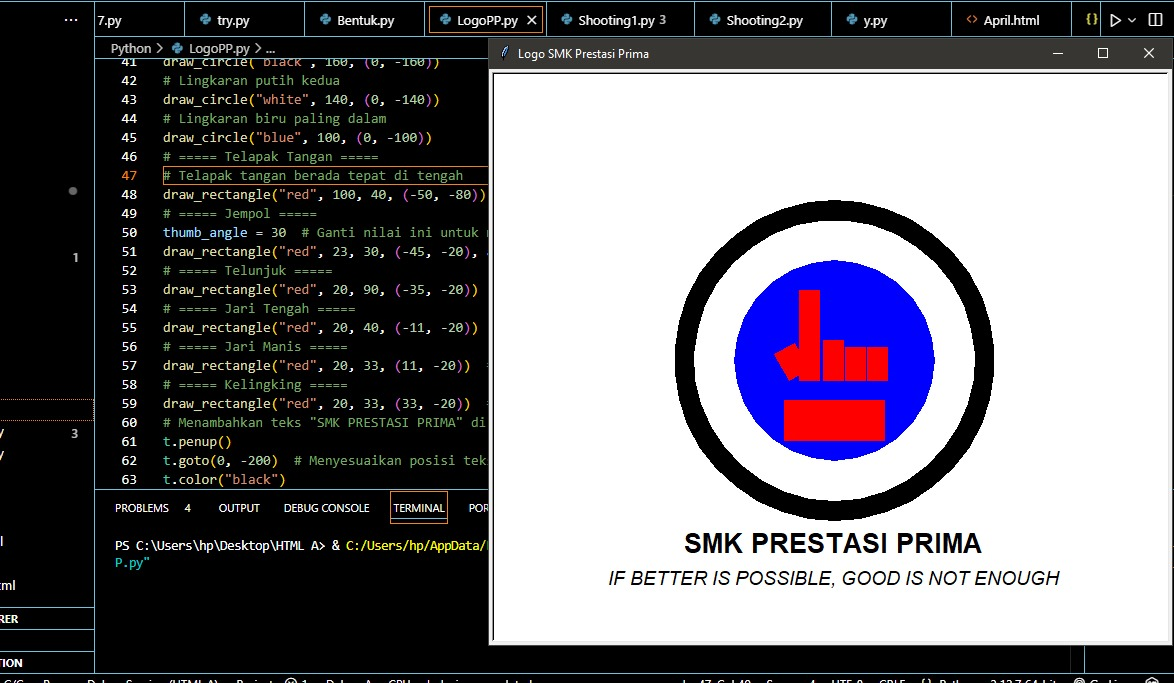 7.py try.py Bentuk.py LogoPP.py Shooting1.py 3 Shooting2.py y.py April.html
Python > LogoPP.py > ...
Logo SMK Prestasi Prima
41 draw_circle("black", 160, (0, -160))
42 # Lingkaran putih kedua
43 draw_circle("white", 140, (0, -140))
44 # Lingkaran biru paling dalam
45 draw_circle("blue", 100, (0, -100))
46 # ===== Telapak Tangan =====
47 # Telapak tangan berada tepat di tengah
48 draw_rectangle("red", 100, 40, (-50, -80))
49 # ===== Jempol =====
50 thumb_angle = 30  # Ganti nilai ini untuk
51 draw_rectangle("red", 23, 30, (-45, -20),
52 # ===== Telunjuk =====
53 draw_rectangle("red", 20, 90, (-35, -20))
54 # ===== Jari Tengah =====
55 draw_rectangle("red", 20, 40, (-11, -20))
56 # ===== Jari Manis =====
57 draw_rectangle("red", 20, 33, (11, -20))
58 # ===== Kelingking =====
59 draw_rectangle("red", 20, 33, (33, -20))
60 # Menambahkan teks "SMK PRESTASI PRIMA" di
61 t.penup()
62 t.goto(0, -200)  # Menyesuaikan posisi tek
63 t.color("black")
1
3
PROBLEMS 4 OUTPUT DEBUG CONSOLE TERMINAL POR
PS C:\Users\hp\Desktop\HTML A> & C:/Users/hp/AppData/
P.py"
SMK PRESTASI PRIMA
IF BETTER IS POSSIBLE, GOOD IS NOT ENOUGH